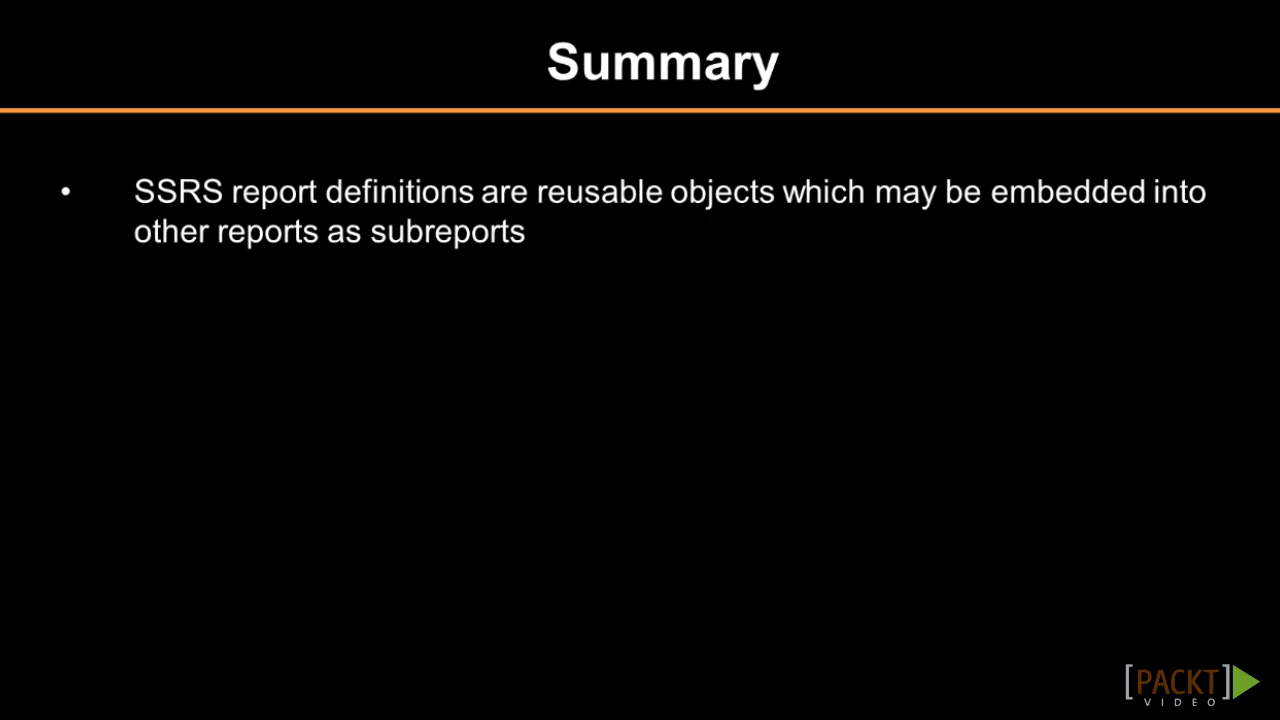 Summary
• SSRS report definitions are reusable objects which may be embedded into
other reports as subreports
[PACKT]
VIDEO